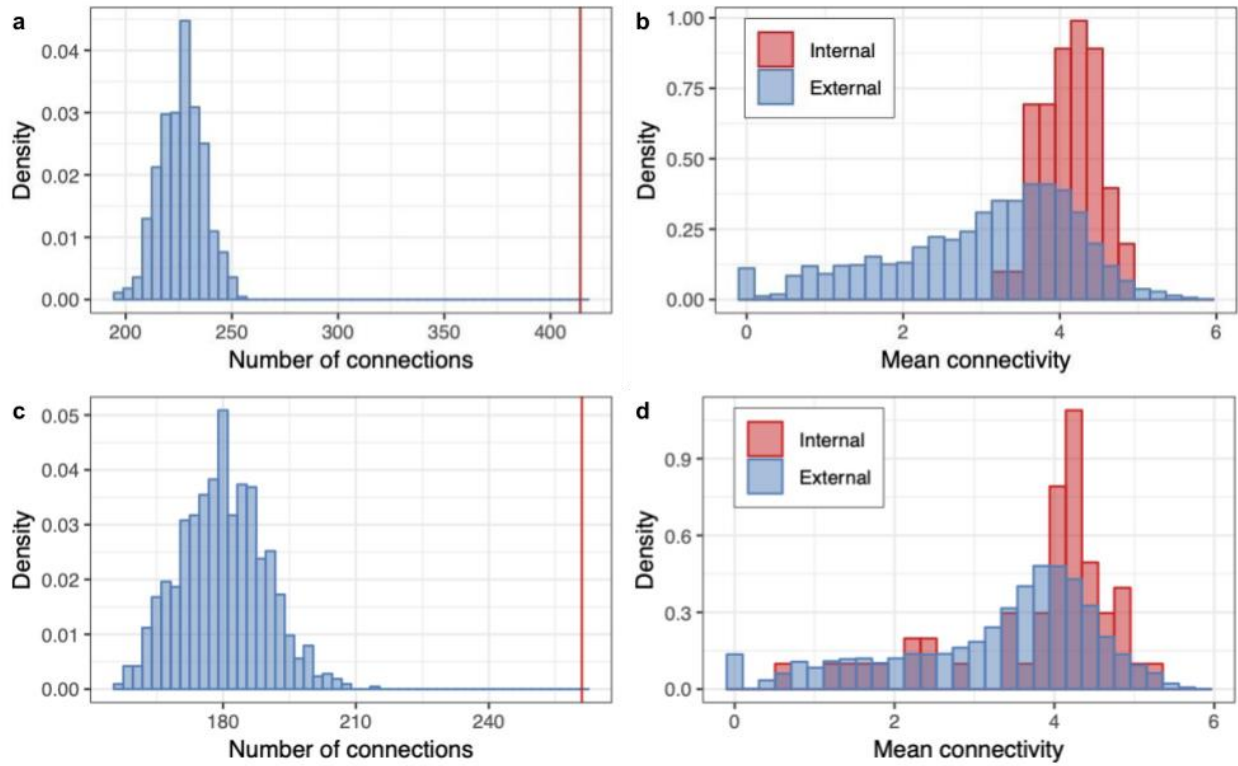 a
Density
0.04
0.03
0.02
0.01
0.00
200 250 300 350 400
Number of connections
b
Density
1.00
0.75
0.50
0.25
0.00
Internal
External
0 2 4 6
Mean connectivity
c
Density
0.05
0.04
0.03
0.02
0.01
0.00
180 210 240
Number of connections
d
Density
0.9
0.6
0.3
0.0
Internal
External
0 2 4 6
Mean connectivity